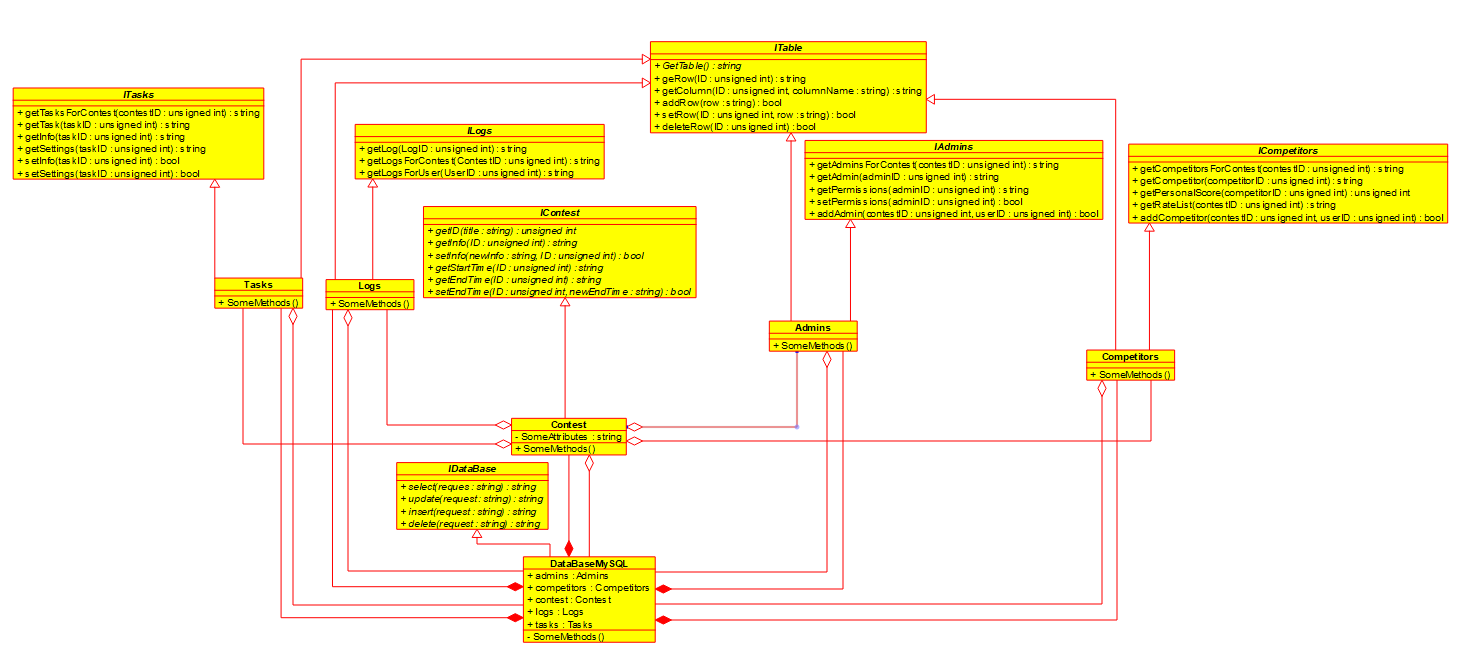 ITable
+ GetTable() : string
+ geRow(ID : unsigned int) : string
+ getColumn(ID : unsigned int, columnName : string) : string
+ addRow(row : string) : bool
+ setRow(ID : unsigned int, row : string) : bool
+ deleteRow(ID : unsigned int) : bool
ITasks
+ getTasksForContest(contestID : unsigned int) : string
+ getTask(taskID : unsigned int) : string
+ getInfo(taskID : unsigned int) : string
+ getSettings(taskID : unsigned int) : string
+ setInfo(taskID : unsigned int) : bool
+ setSettings(taskID : unsigned int) : bool
ILogs
+ getLog(LogID : unsigned int) : string
+ getLogsForContest(ContestID : unsigned int) : string
+ getLogsForUser(UserID : unsigned int) : string
IAdmins
+ getAdminsForContest(contestID : unsigned int) : string
+ getAdmin(adminID : unsigned int) : string
+ getPermissions(adminID : unsigned int) : string
+ setPermissions(adminID : unsigned int) : bool
+ addAdmin(contestID : unsigned int, userID : unsigned int) : bool
ICompetitors
+ getCompetitorsForContest(contestID : unsigned int) : string
+ getCompetitor(competitorID : unsigned int) : string
+ getPersonalScore(competitorID : unsigned int) : unsigned int
+ getRateList(contestID : unsigned int) : string
+ addCompetitor(contestID : unsigned int, userID : unsigned int) : bool
IContest
+ getID(title : string) : unsigned int
+ getInfo(ID : unsigned int) : string
+ setInfo(newInfo : string, ID : unsigned int) : bool
+ getStartTime(ID : unsigned int) : string
+ getEndTime(ID : unsigned int) : string
+ setEndTime(ID : unsigned int, newEndTime : string) : bool
Tasks
+ SomeMethods()
Logs
+ SomeMethods()
Admins
+ SomeMethods()
Competitors
+ SomeMethods()
Contest
- SomeAttributes : string
+ SomeMethods()
IDataBase
+ select(reques : string) : string
+ update(request : string) : string
+ insert(request : string) : string
+ delete(request : string) : string
DataBaseMySQL
+ admins : Admins
+ competitors : Competitors
+ contest : Contest
+ logs : Logs
+ tasks : Tasks
- SomeMethods()